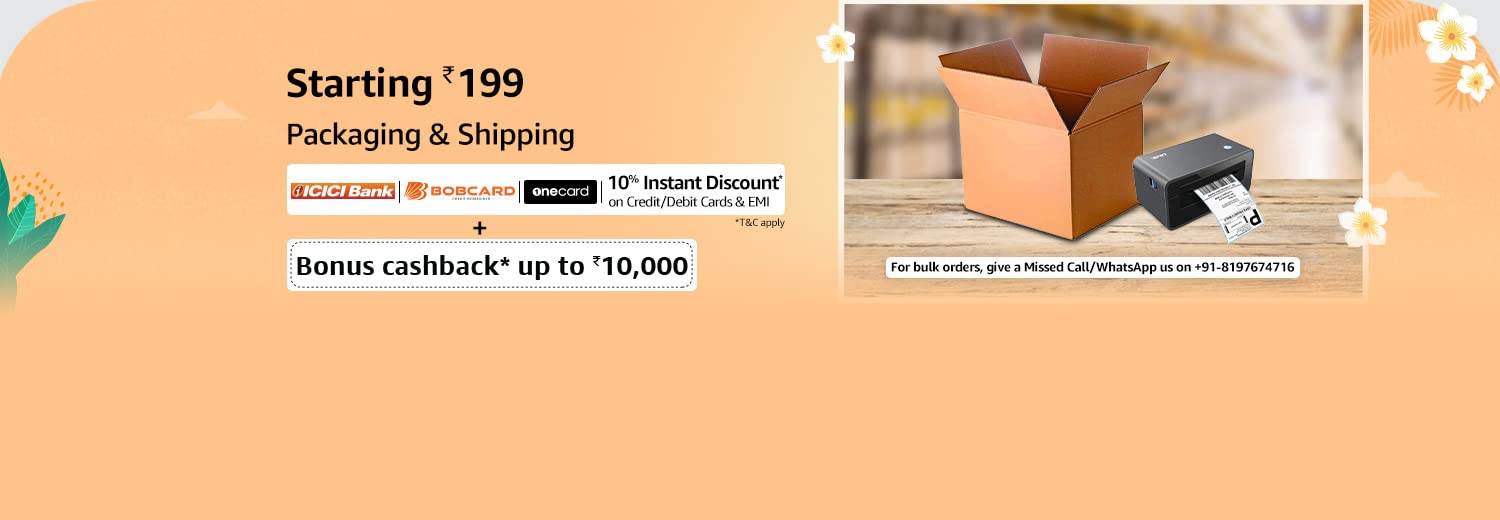 Starting ₹199
Packaging & Shipping
ICICI Bank | BOBCARD | onecard | 10% Instant Discount*
on Credit/Debit Cards & EMI
*T&C apply
+
Bonus cashback* up to ₹10,000
For bulk orders, give a Missed Call/WhatsApp us on +91-8197674716